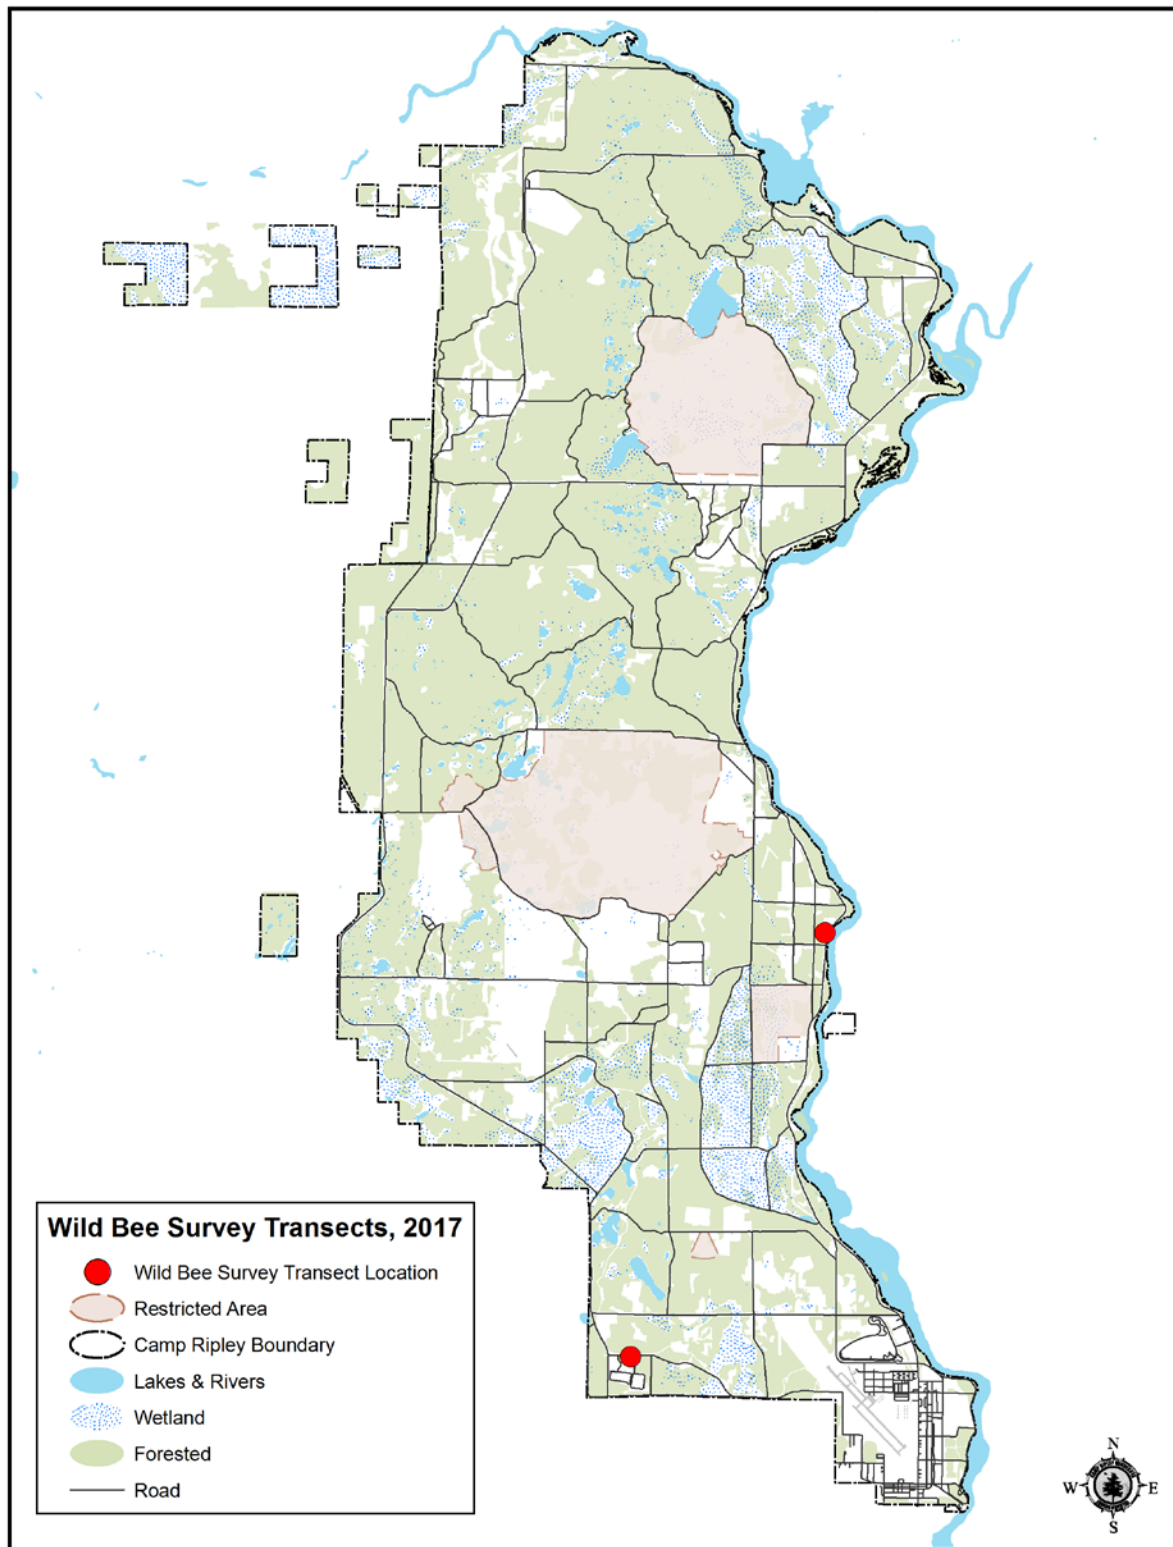 Wild Bee Survey Transects, 2017
Wild Bee Survey Transect Location
Restricted Area
Camp Ripley Boundary
Lakes & Rivers
Wetland
Forested
Road
N
W E
S